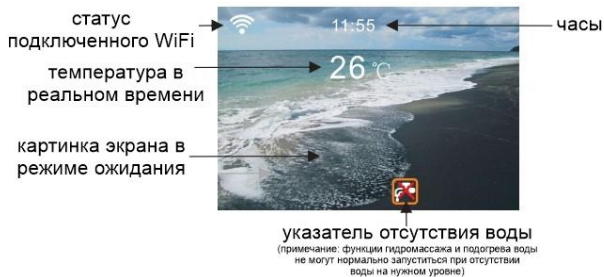 статус
подключенного WiFi
11:55
часы
26 °C
температура в
реальном времени
картинка экрана в
режиме ожидания
указатель отсутствия воды
(примечание: функции гидромассажа и подогрева воды
не могут нормально запуститься при отсутствии
воды на нужном уровне)